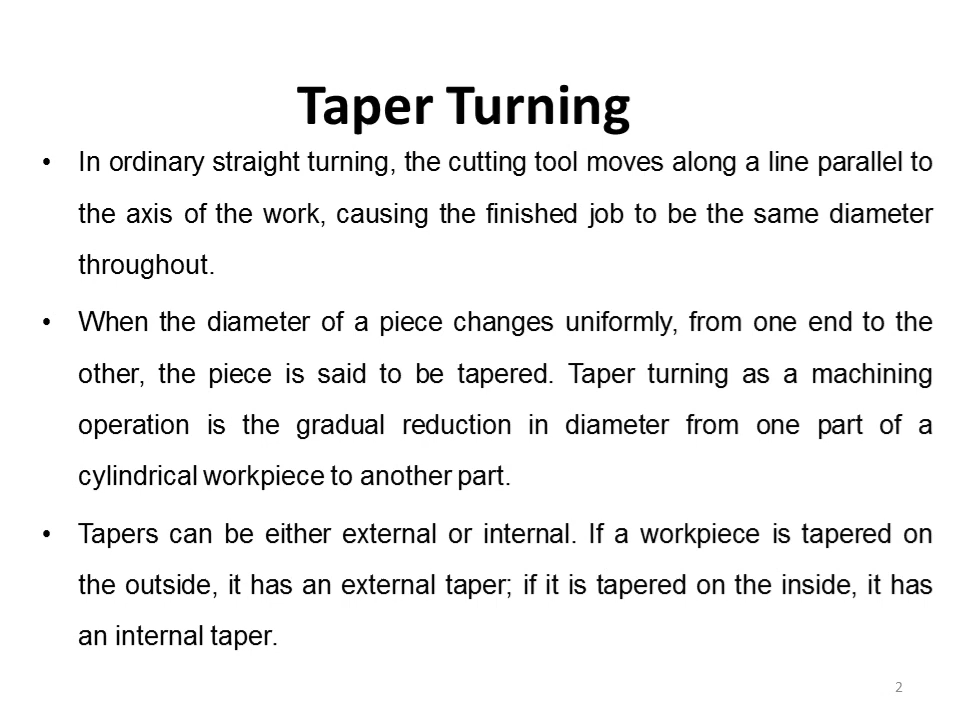 Taper Turning
• In ordinary straight turning, the cutting tool moves along a line parallel to
the axis of the work, causing the finished job to be the same diameter
throughout.
• When the diameter of a piece changes uniformly, from one end to the
other, the piece is said to be tapered. Taper turning as a machining
operation is the gradual reduction in diameter from one part of a
cylindrical workpiece to another part.
• Tapers can be either external or internal. If a workpiece is tapered on
the outside, it has an external taper; if it is tapered on the inside, it has
an internal taper.
2